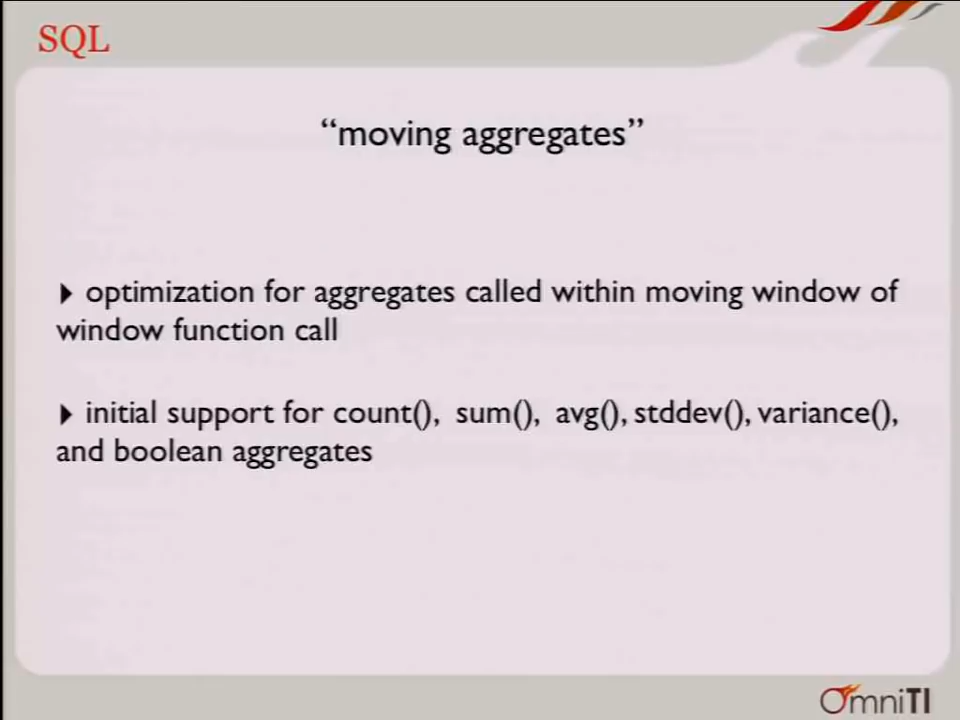 SQL
“moving aggregates”
optimization for aggregates called within moving window of
window function call
initial support for count(), sum(), avg(), stddev(), variance(),
and boolean aggregates
OmniTI